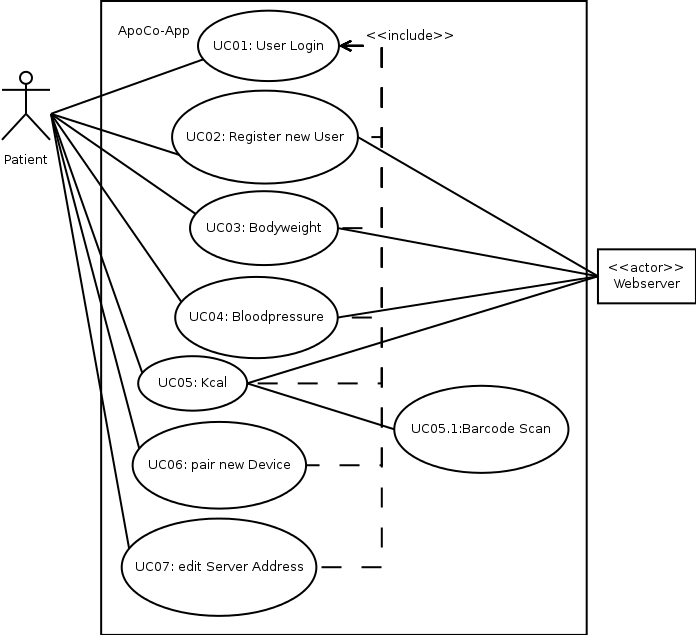 ApoCo-App
UC01: User Login
<<include>>
UC02: Register new User
Patient
UC03: Bodyweight
<<actor>>
Webserver
UC04: Bloodpressure
UC05: Kcal
UC05.1:Barcode Scan
UC06: pair new Device
UC07: edit Server Address